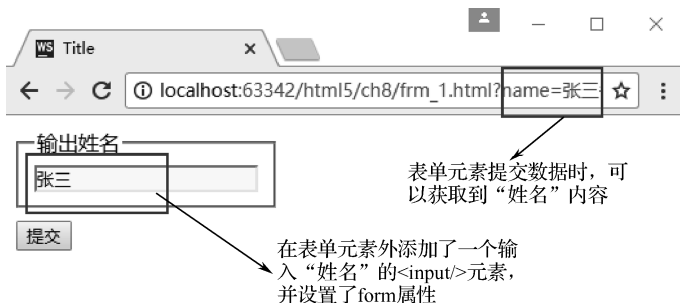 WS Title
localhost:63342/html5/ch8/frm_1.html?name=张三
输出姓名
张三
提交
表单元素提交数据时，可
以获取到“姓名”内容
在表单元素外添加了一个输
入“姓名”的<input/>元素，
并设置了form属性